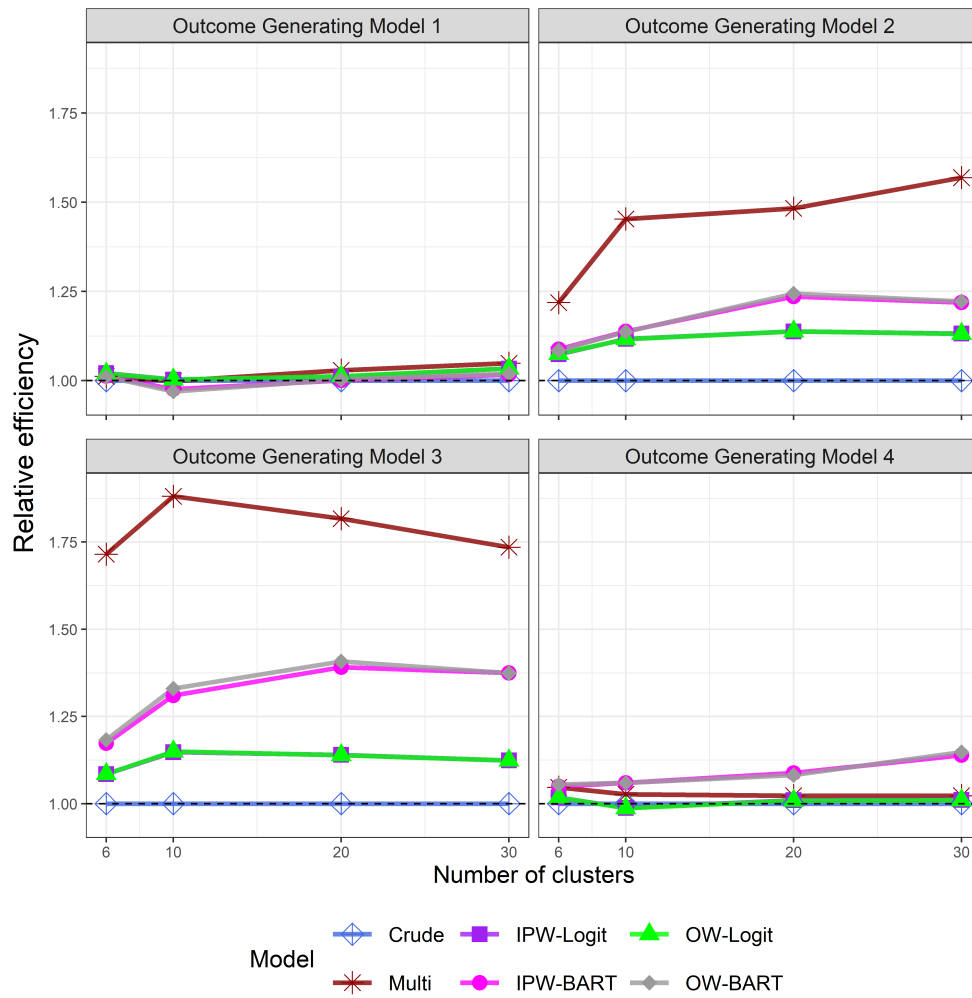 Outcome Generating Model 1
Outcome Generating Model 2
1.75
1.50
1.25
1.00
Relative efficiency
Outcome Generating Model 3
Outcome Generating Model 4
1.75
1.50
1.25
1.00
6 10 20 30
6 10 20 30
Number of clusters
Model
Crude IPW-Logit OW-Logit
Multi IPW-BART OW-BART